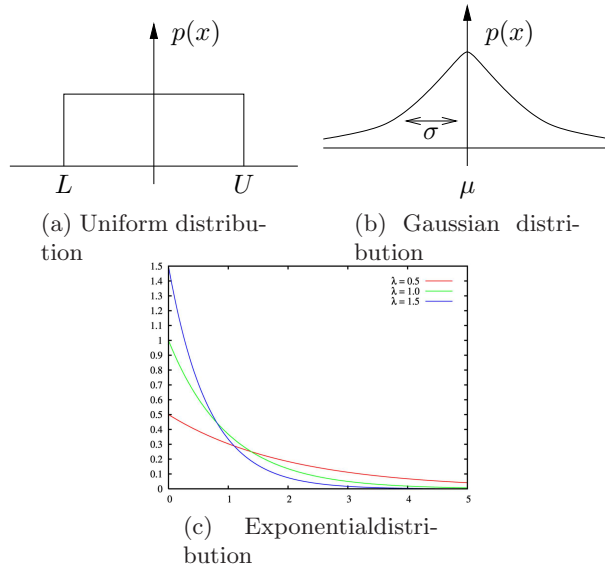 p(x)
L
U
(a) Uniform distribu-
tion
p(x)
σ
μ
(b) Gaussian distri-
bution
1.5
1.4
1.3
1.2
1.1
1
0.9
0.8
0.7
0.6
0.5
0.4
0.3
0.2
0.1
0
0 1 2 3 4 5
λ = 0.5
λ = 1.0
λ = 1.5
(c) Exponentialdistri-
bution